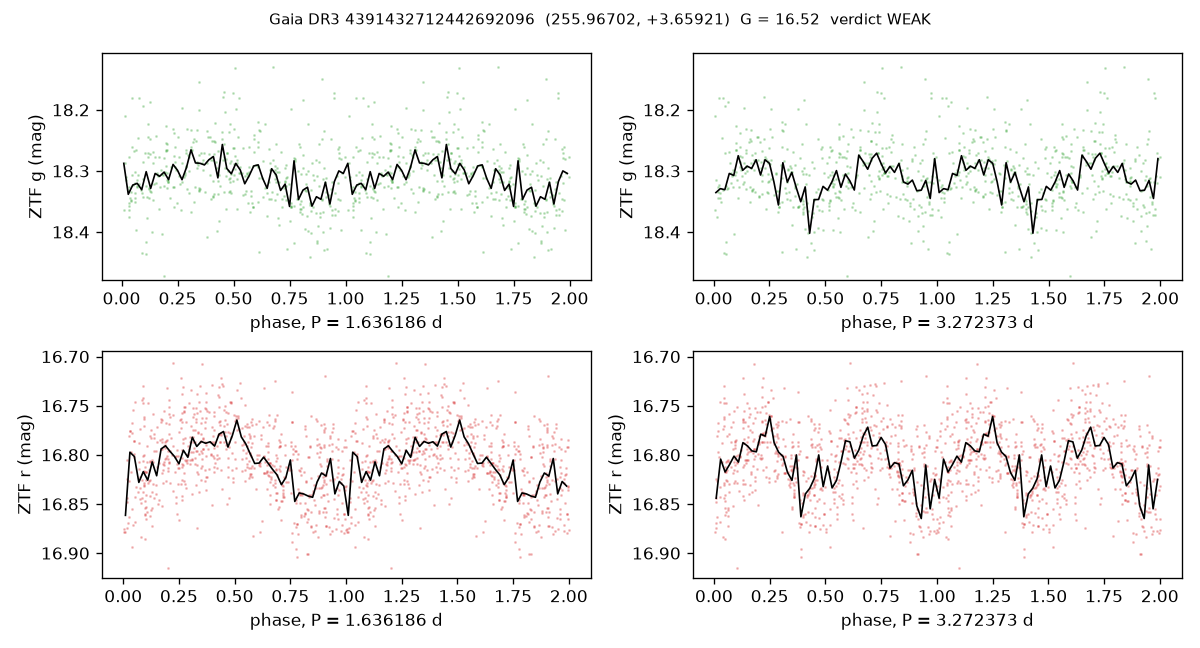 Gaia DR3 4391432712442692096  (255.96702, +3.65921)  G = 16.52  verdict WEAK
ZTF g (mag)
18.2
18.3
18.4
0.00 0.25 0.50 0.75 1.00 1.25 1.50 1.75 2.00
phase, P = 1.636186 d
ZTF g (mag)
18.2
18.3
18.4
0.00 0.25 0.50 0.75 1.00 1.25 1.50 1.75 2.00
phase, P = 3.272373 d
ZTF r (mag)
16.70
16.75
16.80
16.85
16.90
0.00 0.25 0.50 0.75 1.00 1.25 1.50 1.75 2.00
phase, P = 1.636186 d
ZTF r (mag)
16.70
16.75
16.80
16.85
16.90
0.00 0.25 0.50 0.75 1.00 1.25 1.50 1.75 2.00
phase, P = 3.272373 d